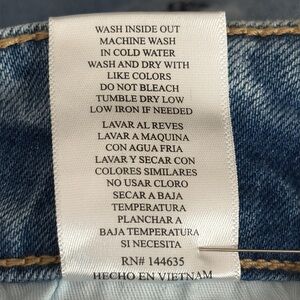 WASH INSIDE OUT
MACHINE WASH
IN COLD WATER
WASH AND DRY WITH
LIKE COLORS
DO NOT BLEACH
TUMBLE DRY LOW
LOW IRON IF NEEDED
LAVAR AL REVES
LAVAR A MAQUINA
CON AGUA FRIA
LAVAR Y SECAR CON
COLORES SIMILARES
NO USAR CLORO
SECAR A BAJA
TEMPERATURA
PLANCHAR A
BAJA TEMPERATURA
SI NECESITA
RN# 144635
HECHO EN VIETNAM